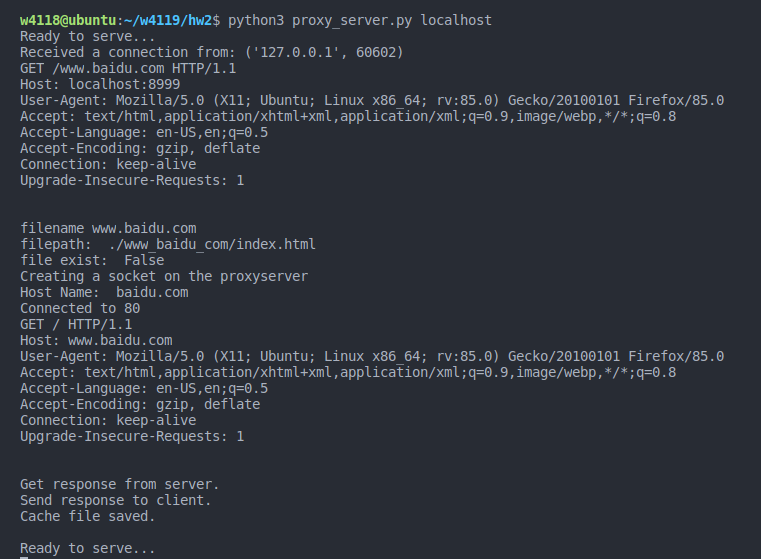 w4118@ubuntu:~/w4119/hw2$ python3 proxy_server.py localhost
Ready to serve...
Received a connection from: ('127.0.0.1', 60602)
GET /www.baidu.com HTTP/1.1
Host: localhost:8999
User-Agent: Mozilla/5.0 (X11; Ubuntu; Linux x86_64; rv:85.0) Gecko/20100101 Firefox/85.0
Accept: text/html,application/xhtml+xml,application/xml;q=0.9,image/webp,*/*;q=0.8
Accept-Language: en-US,en;q=0.5
Accept-Encoding: gzip, deflate
Connection: keep-alive
Upgrade-Insecure-Requests: 1
filename www.baidu.com
filepath:  ./www_baidu_com/index.html
file exist:  False
Creating a socket on the proxyserver
Host Name:  baidu.com
Connected to 80
GET / HTTP/1.1
Host: www.baidu.com
User-Agent: Mozilla/5.0 (X11; Ubuntu; Linux x86_64; rv:85.0) Gecko/20100101 Firefox/85.0
Accept: text/html,application/xhtml+xml,application/xml;q=0.9,image/webp,*/*;q=0.8
Accept-Language: en-US,en;q=0.5
Accept-Encoding: gzip, deflate
Connection: keep-alive
Upgrade-Insecure-Requests: 1
Get response from server.
Send response to client.
Cache file saved.
Ready to serve...